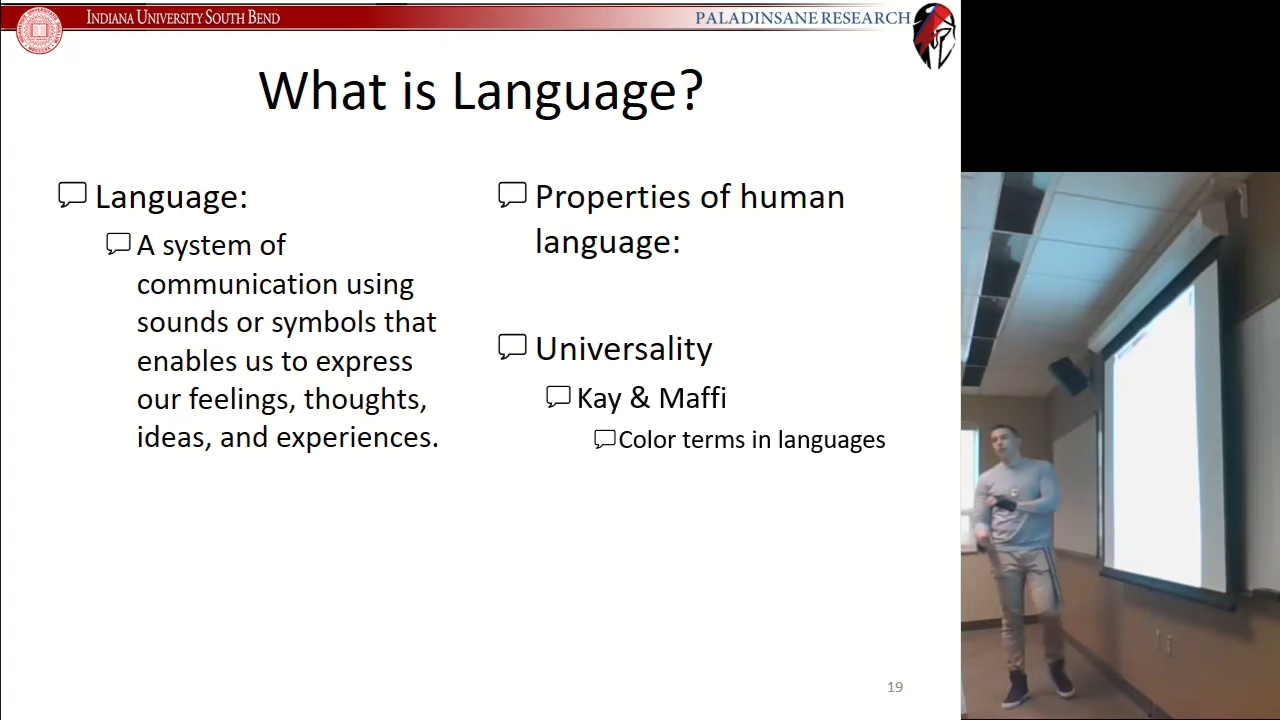 INDIANA UNIVERSITY SOUTH BEND
PALADINSANE RESEARCH
What is Language?
Language:
A system of
communication using
sounds or symbols that
enables us to express
our feelings, thoughts,
ideas, and experiences.
Properties of human
language:
Universality
Kay & Maffi
Color terms in languages
19